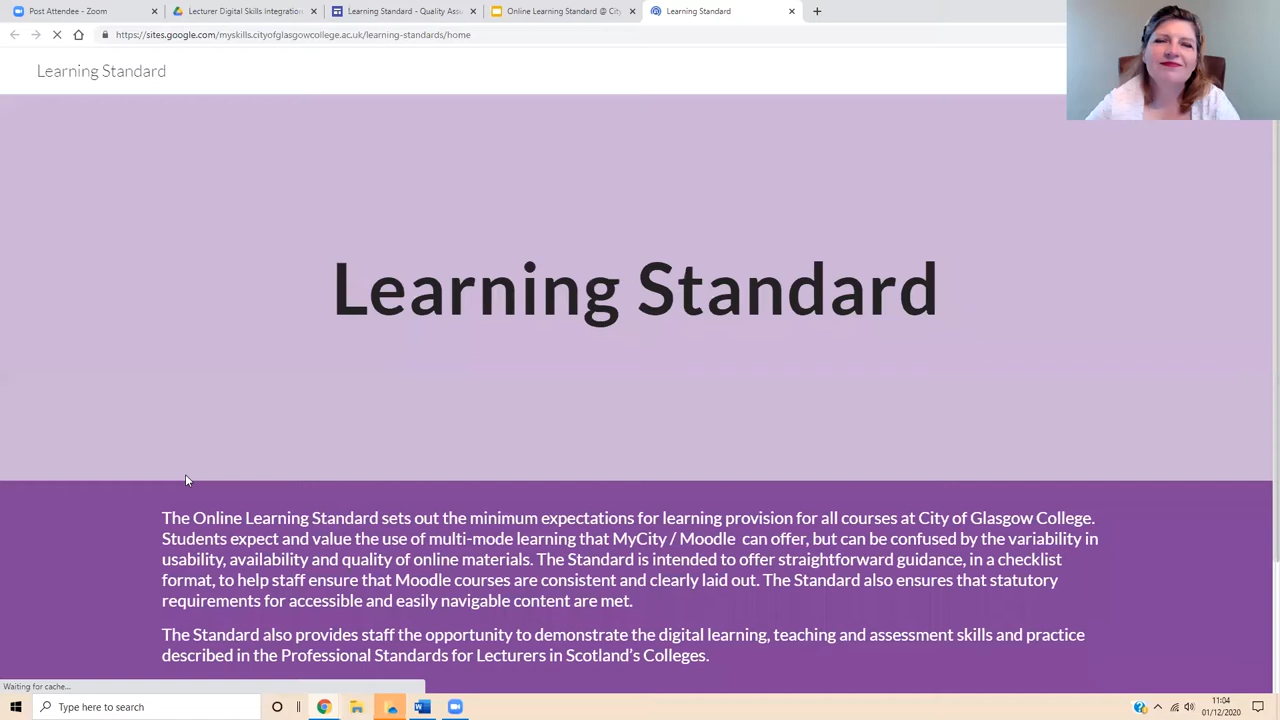 Post Attendee - Zoom
Lecturer Digital Skills Integration
Learning Standard - Quality Ass
Online Learning Standard @ City
Learning Standard
https://sites.google.com/myskills.cityofglasgowcollege.ac.uk/learning-standards/home
Learning Standard
Learning Standard
The Online Learning Standard sets out the minimum expectations for learning provision for all courses at City of Glasgow College.
Students expect and value the use of multi-mode learning that MyCity / Moodle can offer, but can be confused by the variability in
usability, availability and quality of online materials. The Standard is intended to offer straightforward guidance, in a checklist
format, to help staff ensure that Moodle courses are consistent and clearly laid out. The Standard also ensures that statutory
requirements for accessible and easily navigable content are met.
The Standard also provides staff the opportunity to demonstrate the digital learning, teaching and assessment skills and practice
described in the Professional Standards for Lecturers in Scotland's Colleges.
Waiting for cache...
Type here to search
11:04
01/12/2020